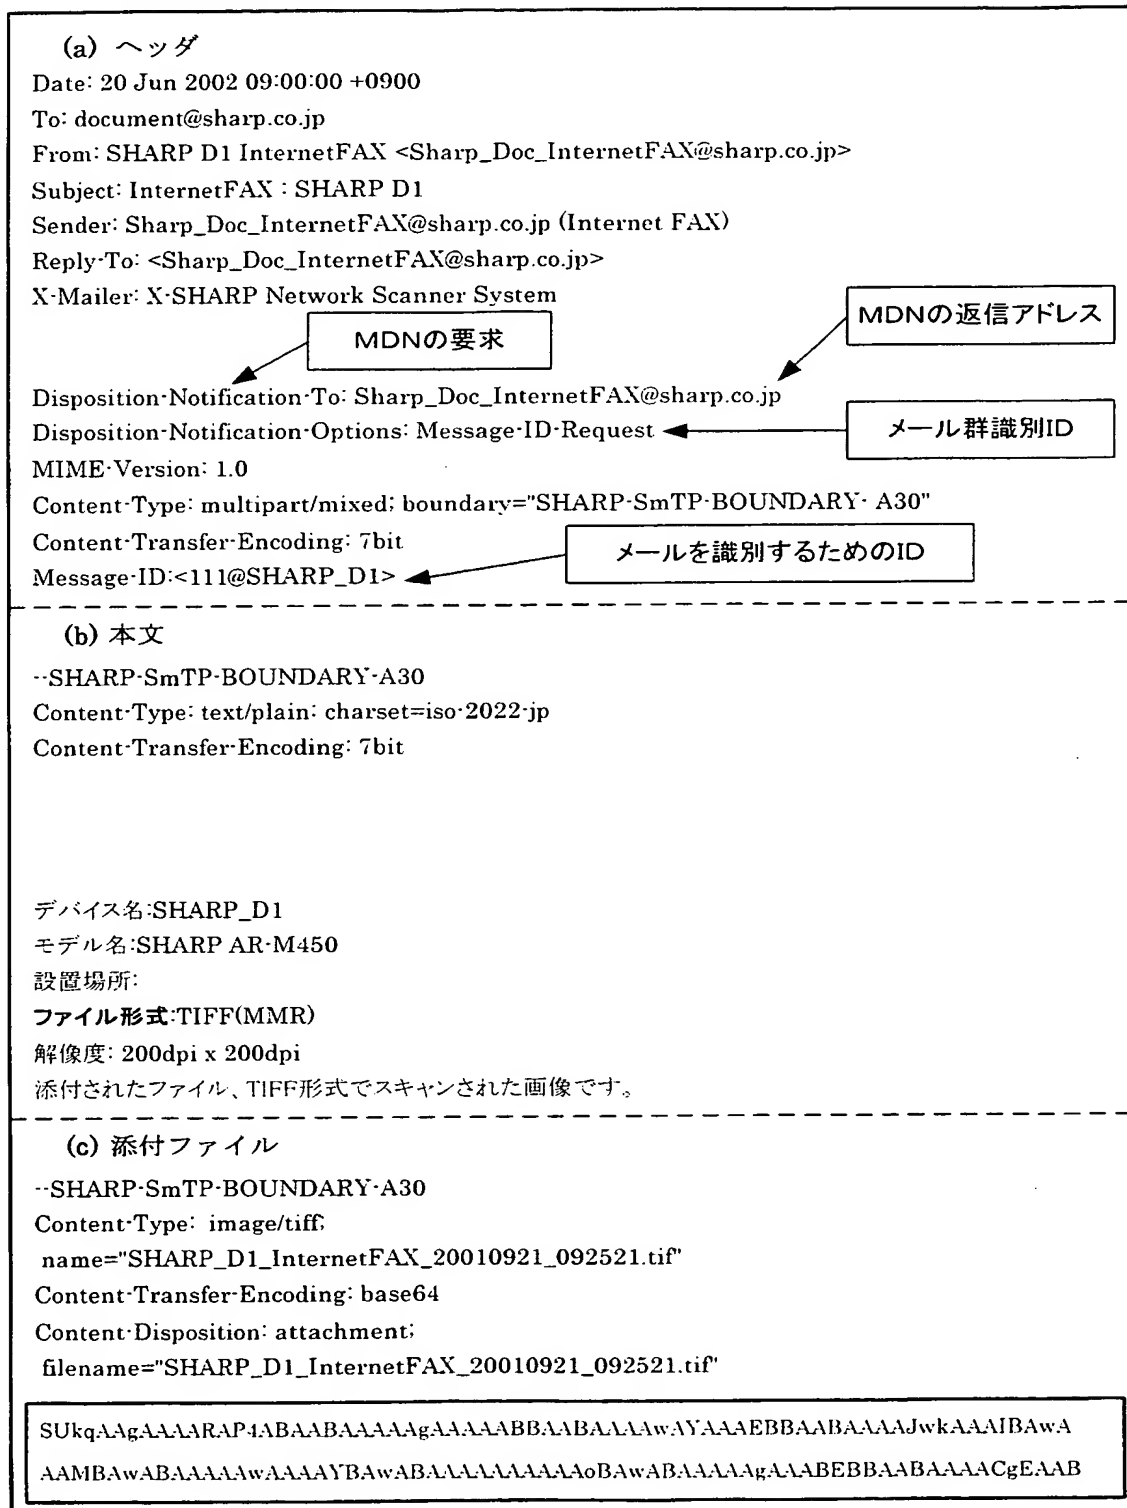 (a) ヘッダ
Date: 20 Jun 2002 09:00:00 +0900
To: document@sharp.co.jp
From: SHARP D1 InternetFAX <Sharp_Doc_InternetFAX@sharp.co.jp>
Subject: InternetFAX : SHARP D1
Sender: Sharp_Doc_InternetFAX@sharp.co.jp (Internet FAX)
Reply-To: <Sharp_Doc_InternetFAX@sharp.co.jp>
X-Mailer: X-SHARP Network Scanner System
MDNの要求
MDNの返信アドレス
Disposition-Notification-To: Sharp_Doc_InternetFAX@sharp.co.jp
Disposition-Notification-Options: Message-ID-Request
メール群識別ID
MIME-Version: 1.0
Content-Type: multipart/mixed; boundary="SHARP-SmTP-BOUNDARY- A30"
Content-Transfer-Encoding: 7bit
メールを識別するためのID
Message-ID:<111@SHARP_D1>
(b) 本文
--SHARP-SmTP-BOUNDARY-A30
Content-Type: text/plain: charset=iso-2022-jp
Content-Transfer-Encoding: 7bit
デバイス名:SHARP_D1
モデル名:SHARP AR-M450
設置場所:
ファイル形式:TIFF(MMR)
解像度: 200dpi x 200dpi
添付されたファイル、TIFF形式でスキャンされた画像です。
(c) 添付ファイル
--SHARP-SmTP-BOUNDARY-A30
Content-Type: image/tiff;
name="SHARP_D1_InternetFAX_20010921_092521.tif"
Content-Transfer-Encoding: base64
Content-Disposition: attachment;
filename="SHARP_D1_InternetFAX_20010921_092521.tif"